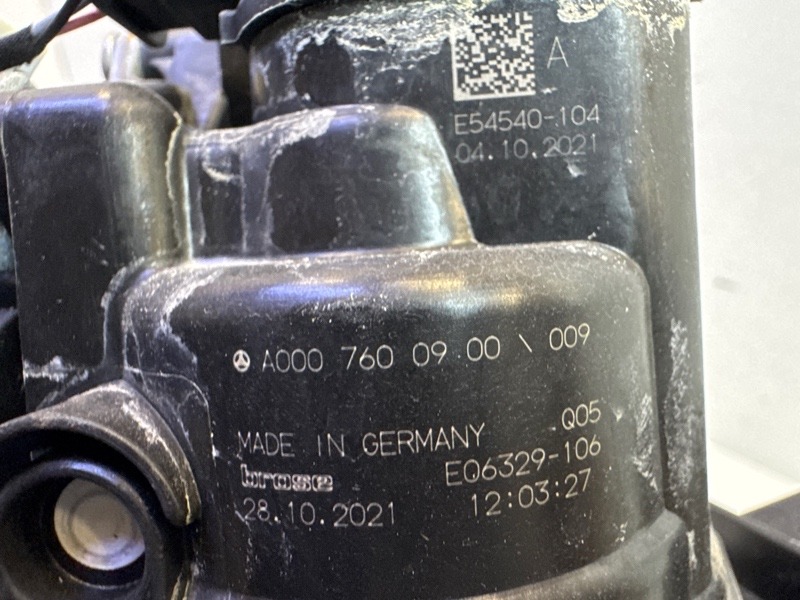 A
E54540-104
04.10.2021
A000 760 09 00 \ 009
Q05
MADE IN GERMANY
brose EQ6329-106
28.10.2021 12:03:27